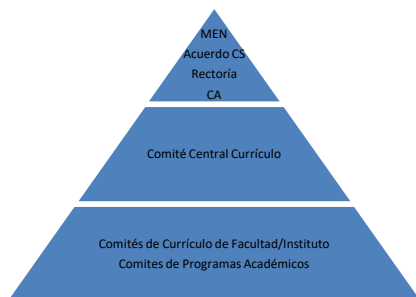 MEN
Acuerdo CS
Rectoría
CA
Comité Central Currículo
Comités de Currículo de Facultad/Instituto
Comites de Programas Académicos